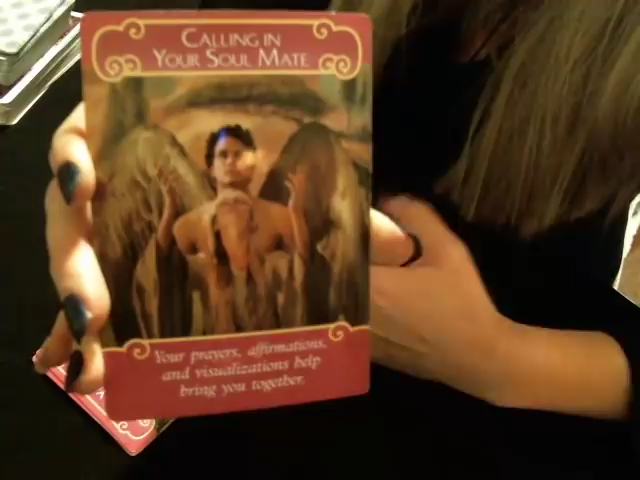 Calling in
Your Soul Mate
Your prayers, affirmations,
and visualizations help
bring you together.